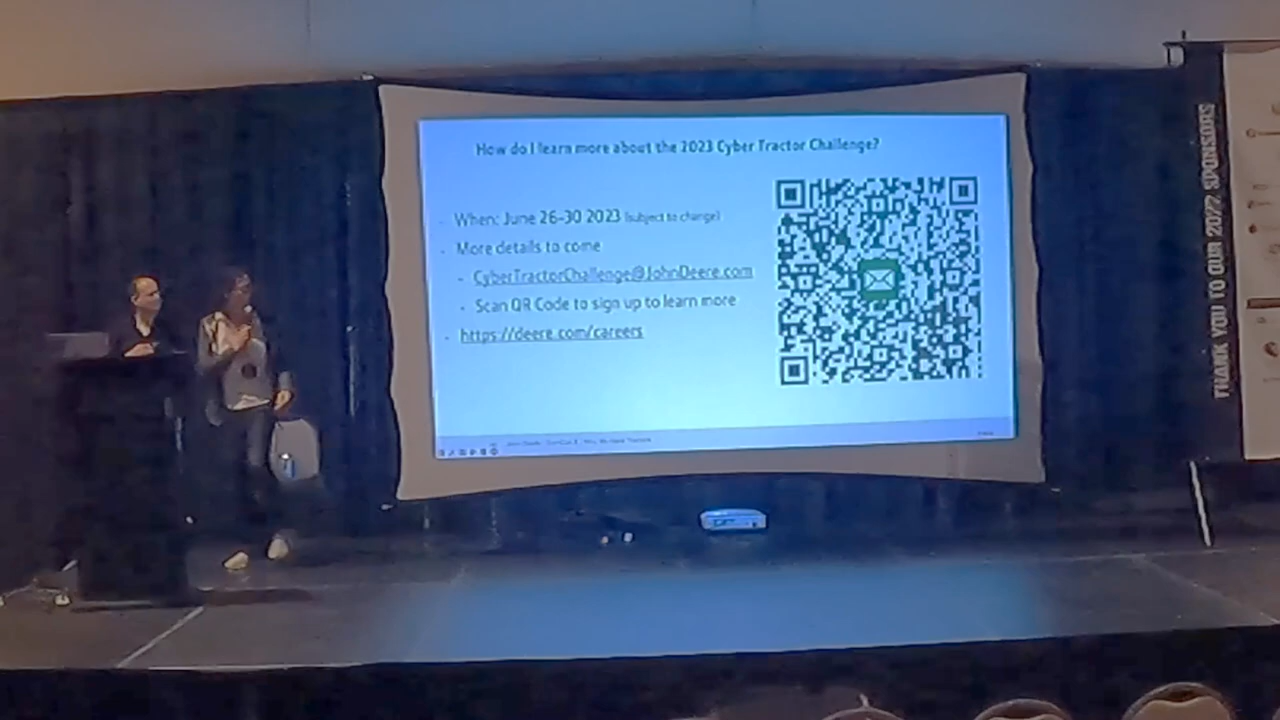 How do I learn more about the 2023 Cyber Tractor Challenge?
When: June 26-30 2023 (subject to change)
More details to come
CyberTractorChallenge@JohnDeere.com
Scan QR Code to sign up to learn more
https://deere.com/careers
THANK YOU TO OUR 2022 SPONSORS